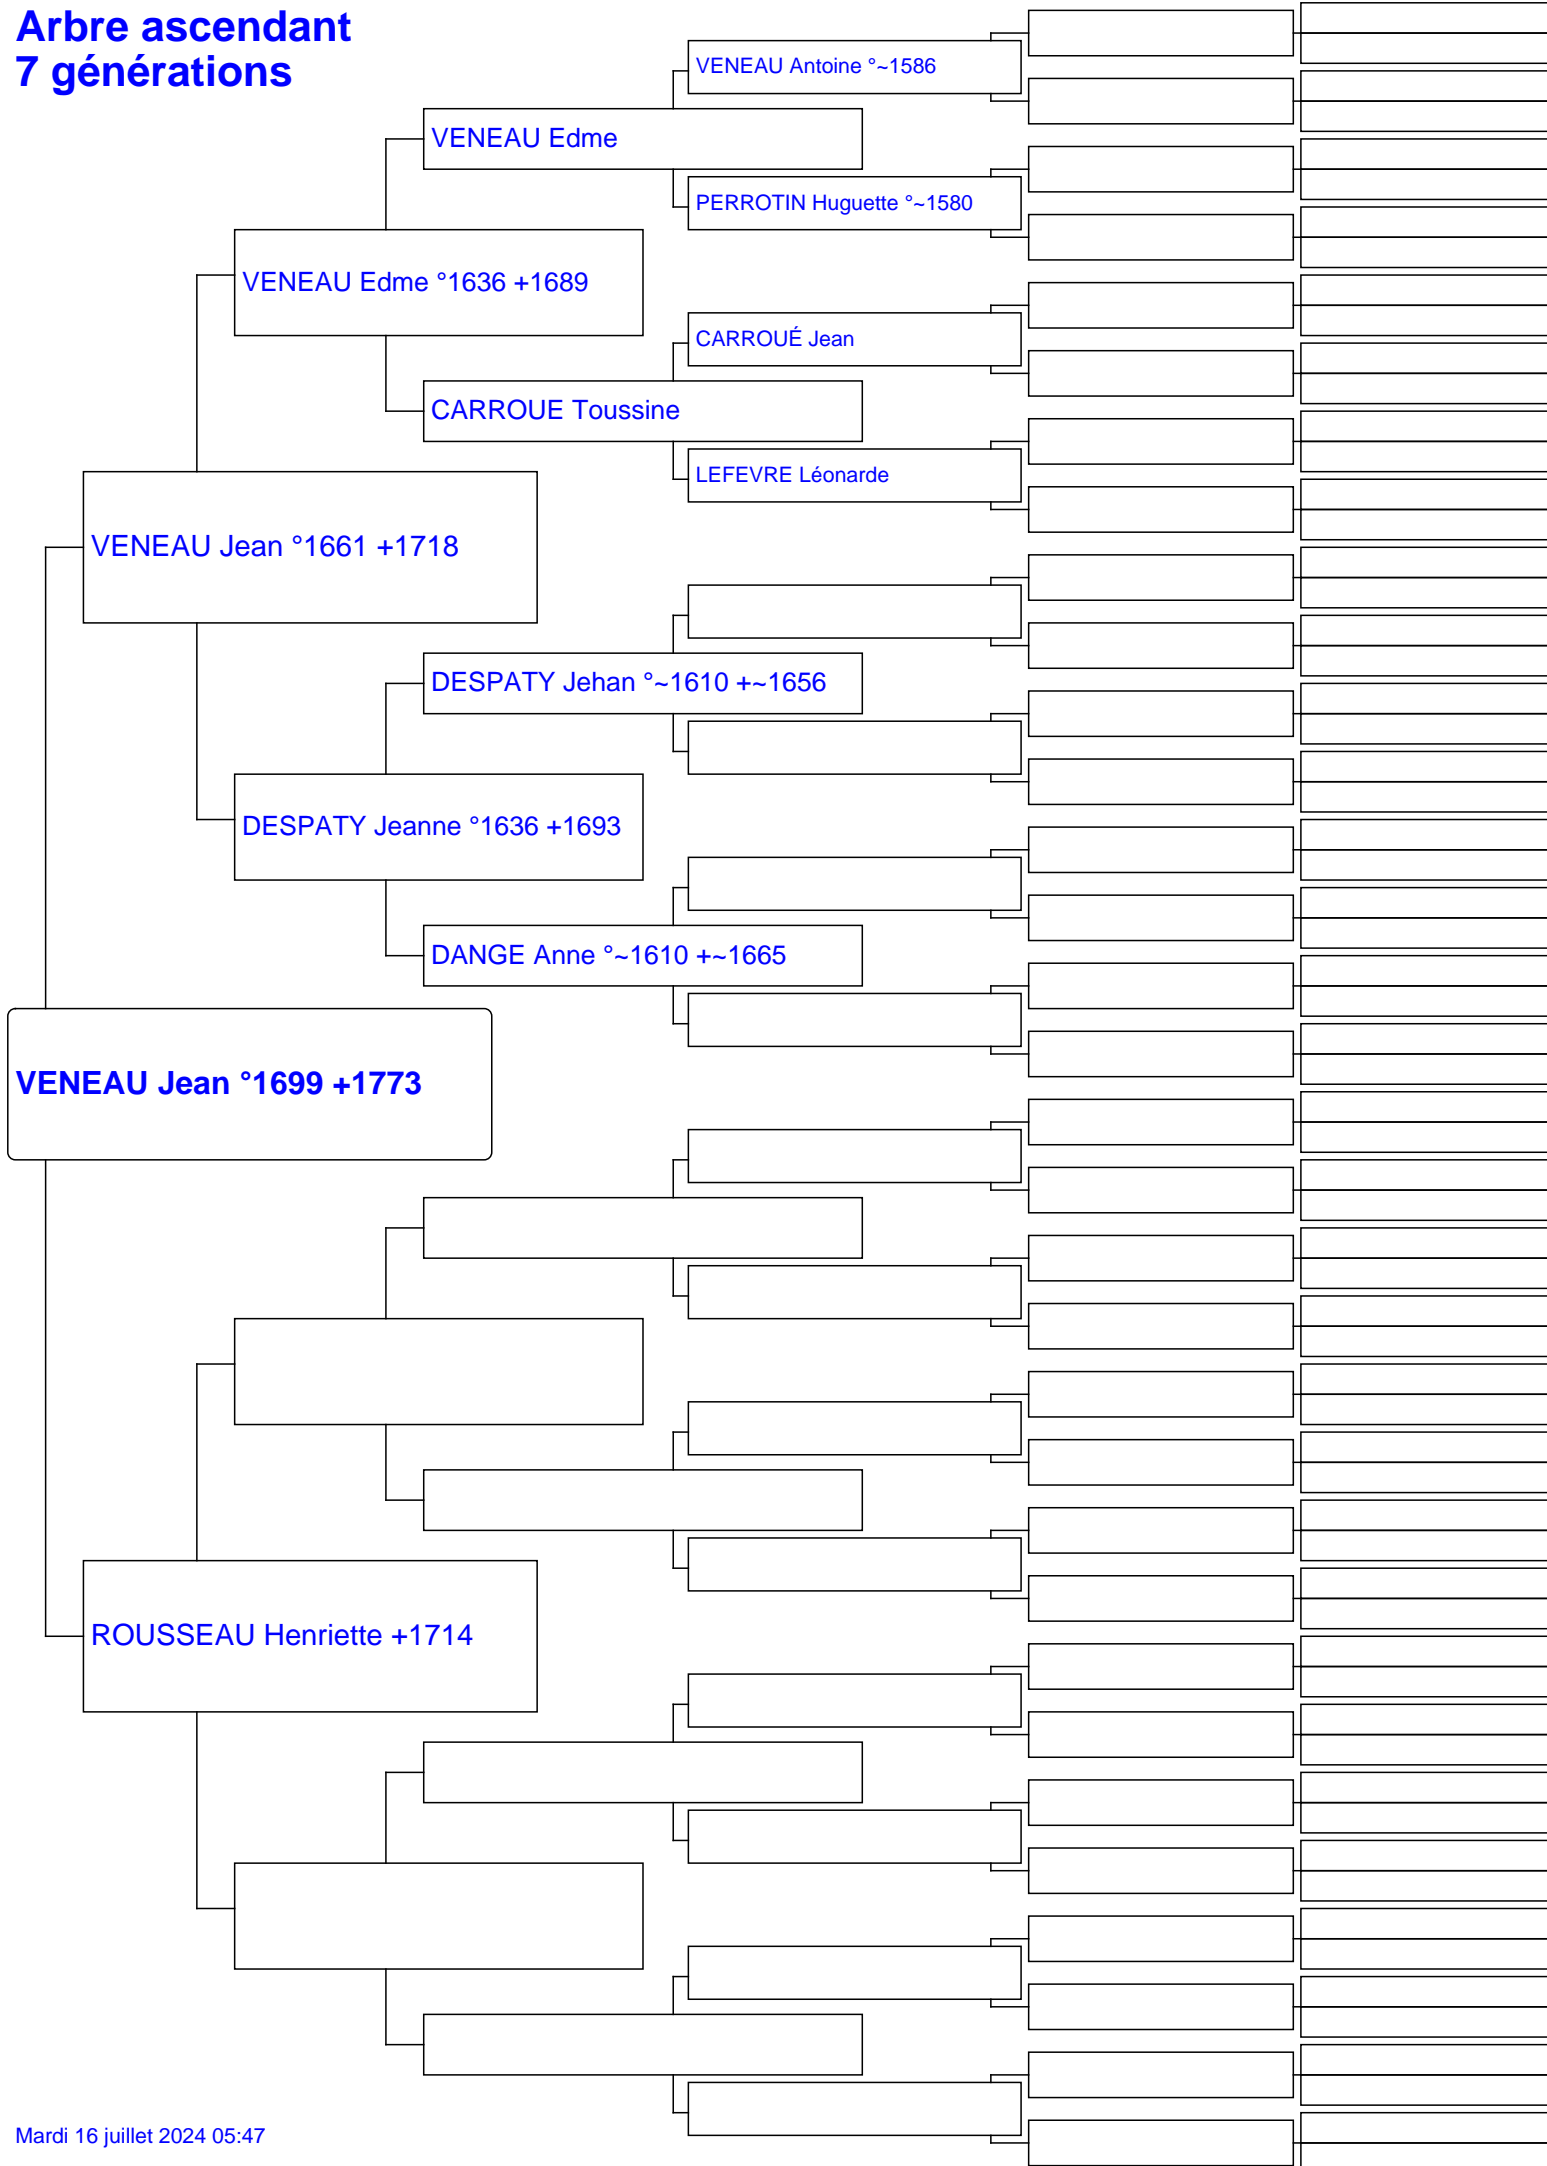 Arbre ascendant
7 générations
VENEAU Antoine °~1586
VENEAU Edme
PERROTIN Huguette °~1580
VENEAU Edme °1636 +1689
CARROUÉ Jean
CARROUE Toussine
LEFEVRE Léonarde
VENEAU Jean °1661 +1718
DESPATY Jehan °~1610 +~1656
DESPATY Jeanne °1636 +1693
DANGE Anne °~1610 +~1665
VENEAU Jean °1699 +1773
ROUSSEAU Henriette +1714
Mardi 16 juillet 2024 05:47